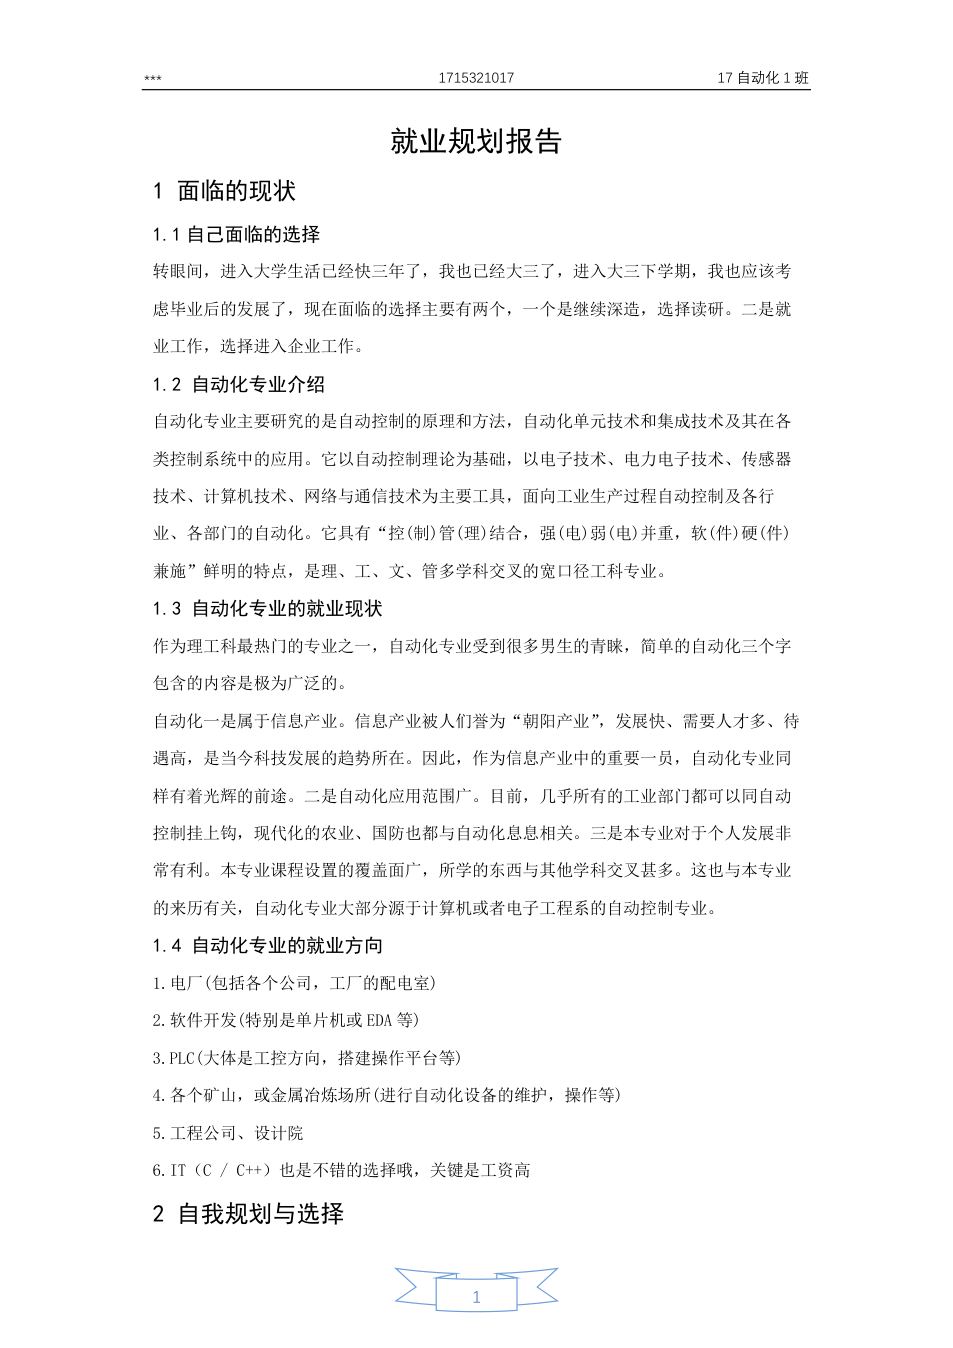 *** 1715321017 17 自动化 1 班
就业规划报告
1 面临的现状
1.1 自己面临的选择
转眼间，进入大学生活已经快三年了，我也已经大三了，进入大三下学期，我也应该考
虑毕业后的发展了，现在面临的选择主要有两个，一个是继续深造，选择读研。二是就
业工作，选择进入企业工作。
1.2 自动化专业介绍
自动化专业主要研究的是自动控制的原理和方法，自动化单元技术和集成技术及其在各
类控制系统中的应用。它以自动控制理论为基础，以电子技术、电力电子技术、传感器
技术、计算机技术、网络与通信技术为主要工具，面向工业生产过程自动控制及各行
业、各部门的自动化。它具有“控(制)管(理)结合，强(电)弱(电)并重，软(件)硬(件)
兼施”鲜明的特点，是理、工、文、管多学科交叉的宽口径工科专业。
1.3 自动化专业的就业现状
作为理工科最热门的专业之一，自动化专业受到很多男生的青睐，简单的自动化三个字
包含的内容是极为广泛的。
自动化一是属于信息产业。信息产业被人们誉为“朝阳产业”，发展快、需要人才多、待
遇高，是当今科技发展的趋势所在。因此，作为信息产业中的重要一员，自动化专业同
样有着光辉的前途。二是自动化应用范围广。目前，几乎所有的工业部门都可以同自动
控制挂上钩，现代化的农业、国防也都与自动化息息相关。三是本专业对于个人发展非
常有利。本专业课程设置的覆盖面广，所学的东西与其他学科交叉甚多。这也与本专业
的来历有关，自动化专业大部分源于计算机或者电子工程系的自动控制专业。
1.4 自动化专业的就业方向
1.电厂(包括各个公司，工厂的配电室)
2.软件开发(特别是单片机或 EDA 等)
3.PLC(大体是工控方向，搭建操作平台等)
4.各个矿山，或金属冶炼场所(进行自动化设备的维护，操作等)
5.工程公司、设计院
6.IT（C / C++）也是不错的选择哦，关键是工资高
2 自我规划与选择
1